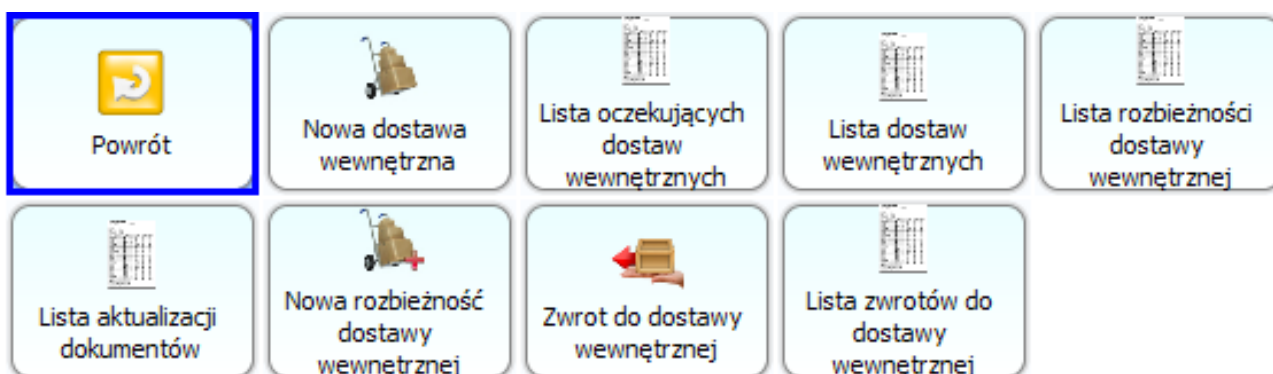 Powrót
Nowa dostawa
wewnętrzna
Lista oczekujących
dostaw
wewnętrznych
Lista dostaw
wewnętrznych
Lista rozbieżności
dostawy
wewnętrznej
Lista aktualizacji
dokumentów
Nowa rozbieżność
dostawy
wewnętrznej
Zwrot do dostawy
wewnętrznej
Lista zwrotów do
dostawy
wewnętrznej